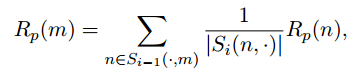 R_p(m) = \sum_{n \in S_{i-1}(\cdot, m)} \frac{1}{|S_i(n, \cdot)|} R_p(n),